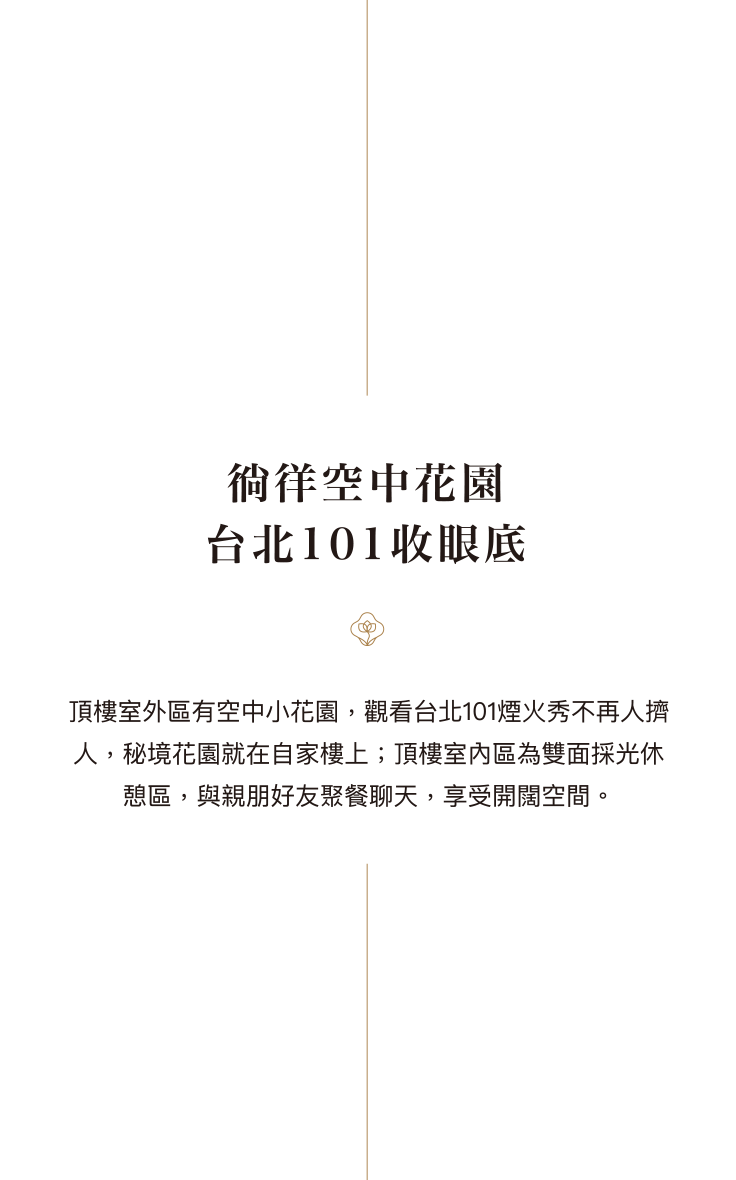 徜徉空中花園
台北101收眼底
頂樓室外區有空中小花園，觀看台北101煙火秀不再人擠
人，秘境花園就在自家樓上；頂樓室內區為雙面採光休
憩區，與親朋好友聚餐聊天，享受開闊空間。